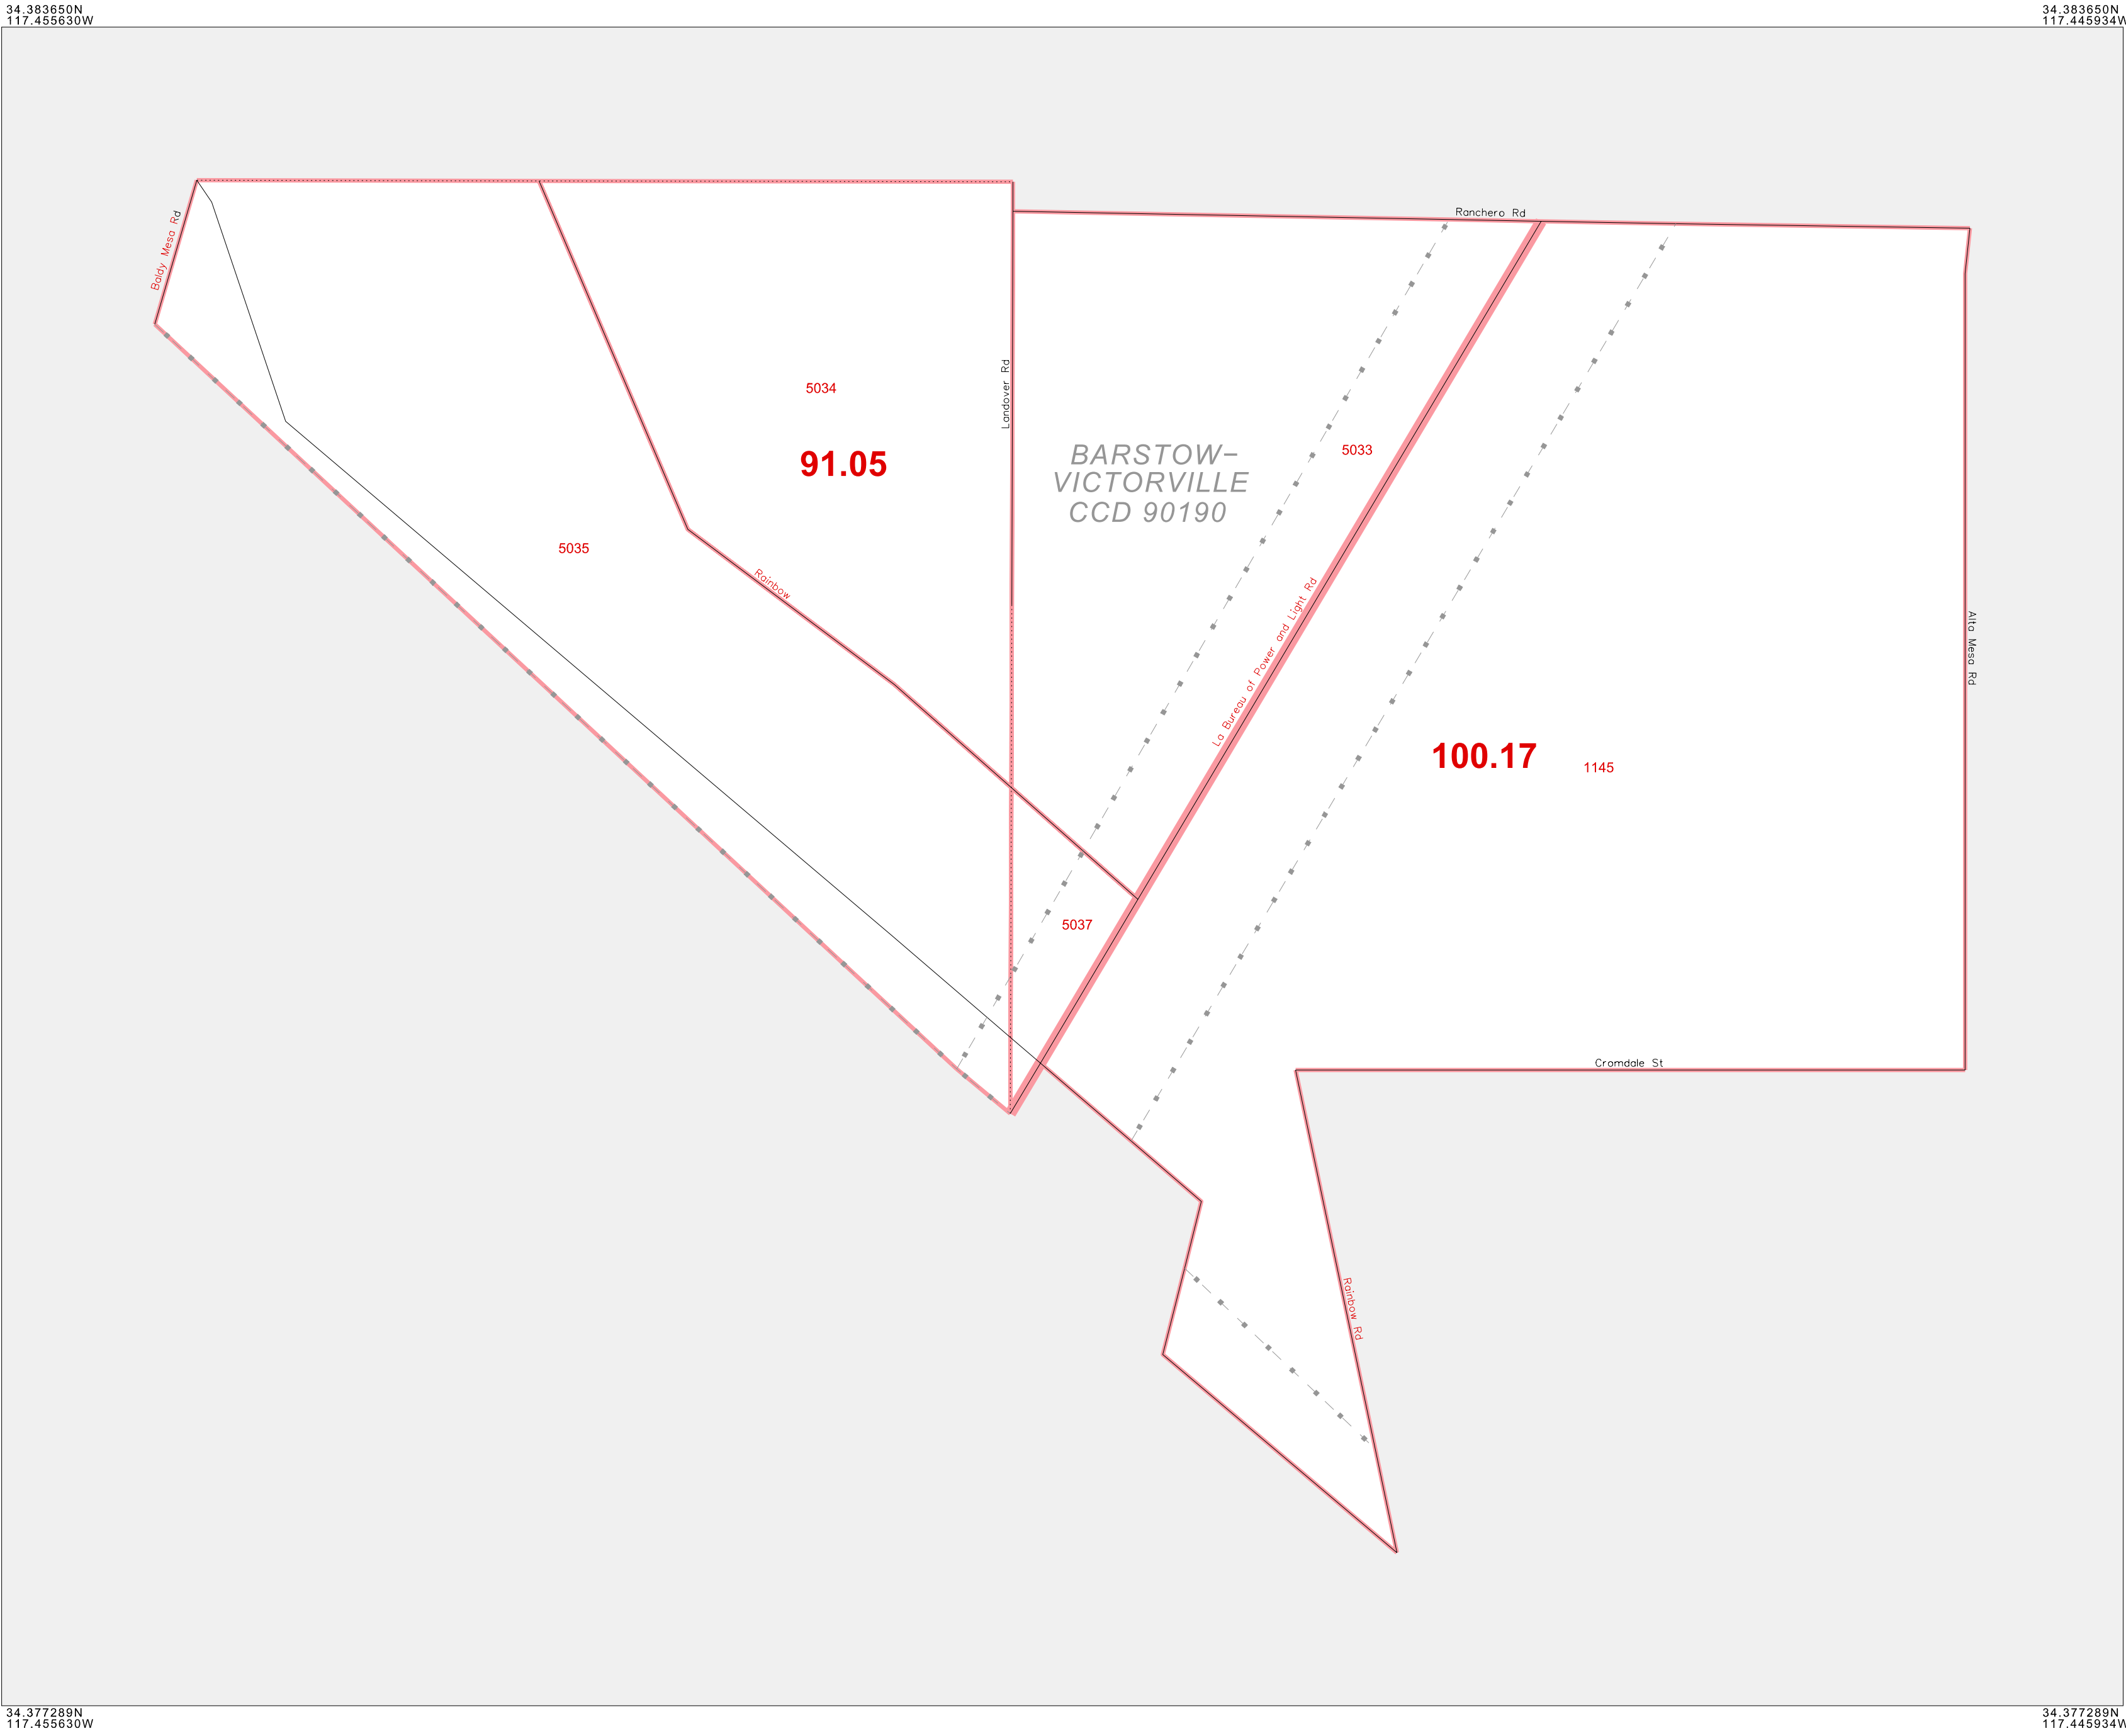 34.383650N
117.455630W
34.383650N
117.445934W
Ranchero Rd
Baldy Mesa Rd
Landover Rd
5034
91.05
BARSTOW-
VICTORVILLE
CCD 90190
5033
5035
Rainbow
La Bureau of Power and Light Rd
Alta Mesa Rd
100.17
1145
5037
Cromdale St
Rainbow Rd
34.377289N
117.455630W
34.377289N
117.445934W